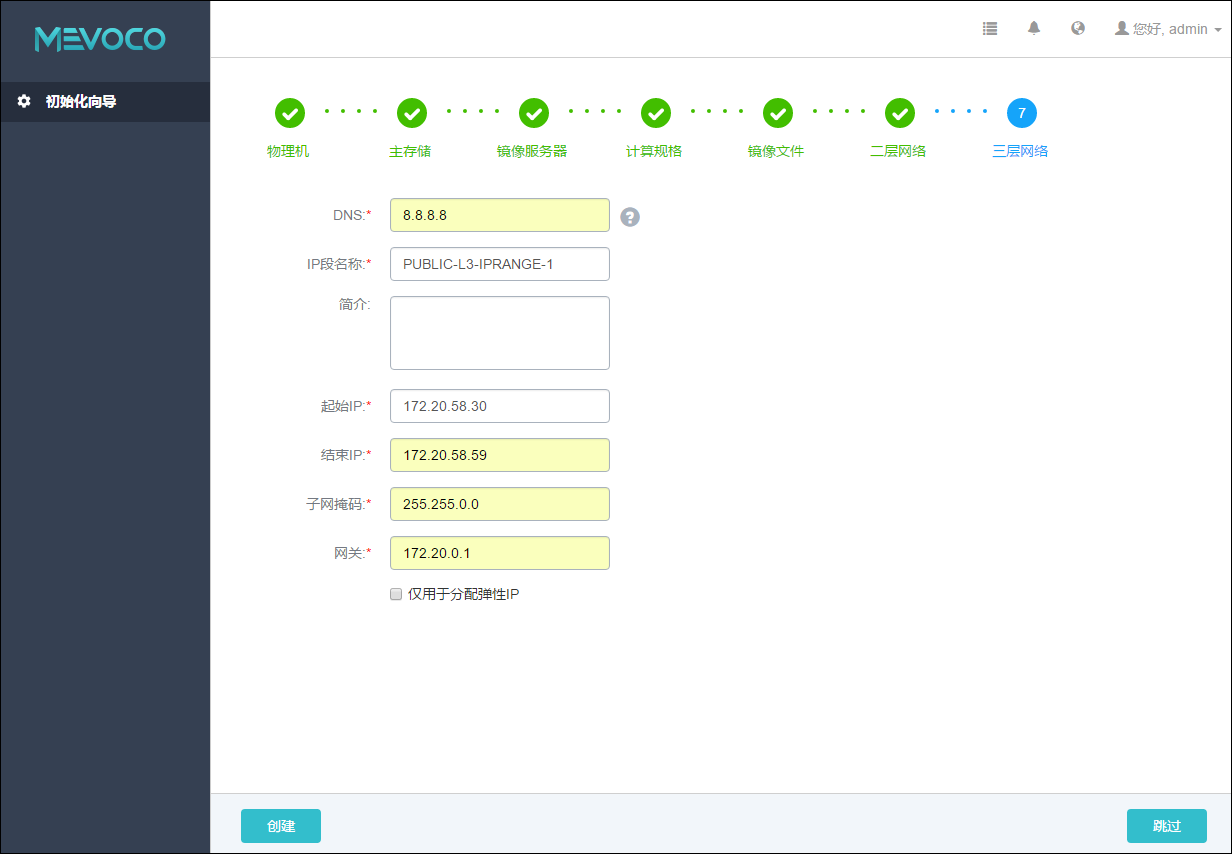 MEVOCO
您好, admin
初始化向导
7
物理机 主存储 镜像服务器 计算规格 镜像文件 二层网络 三层网络
DNS:* 8.8.8.8 ?
IP段名称:* PUBLIC-L3-IPRANGE-1
简介:
起始IP:* 172.20.58.30
结束IP:* 172.20.58.59
子网掩码:* 255.255.0.0
网关:* 172.20.0.1
仅用于分配弹性IP
创建 跳过